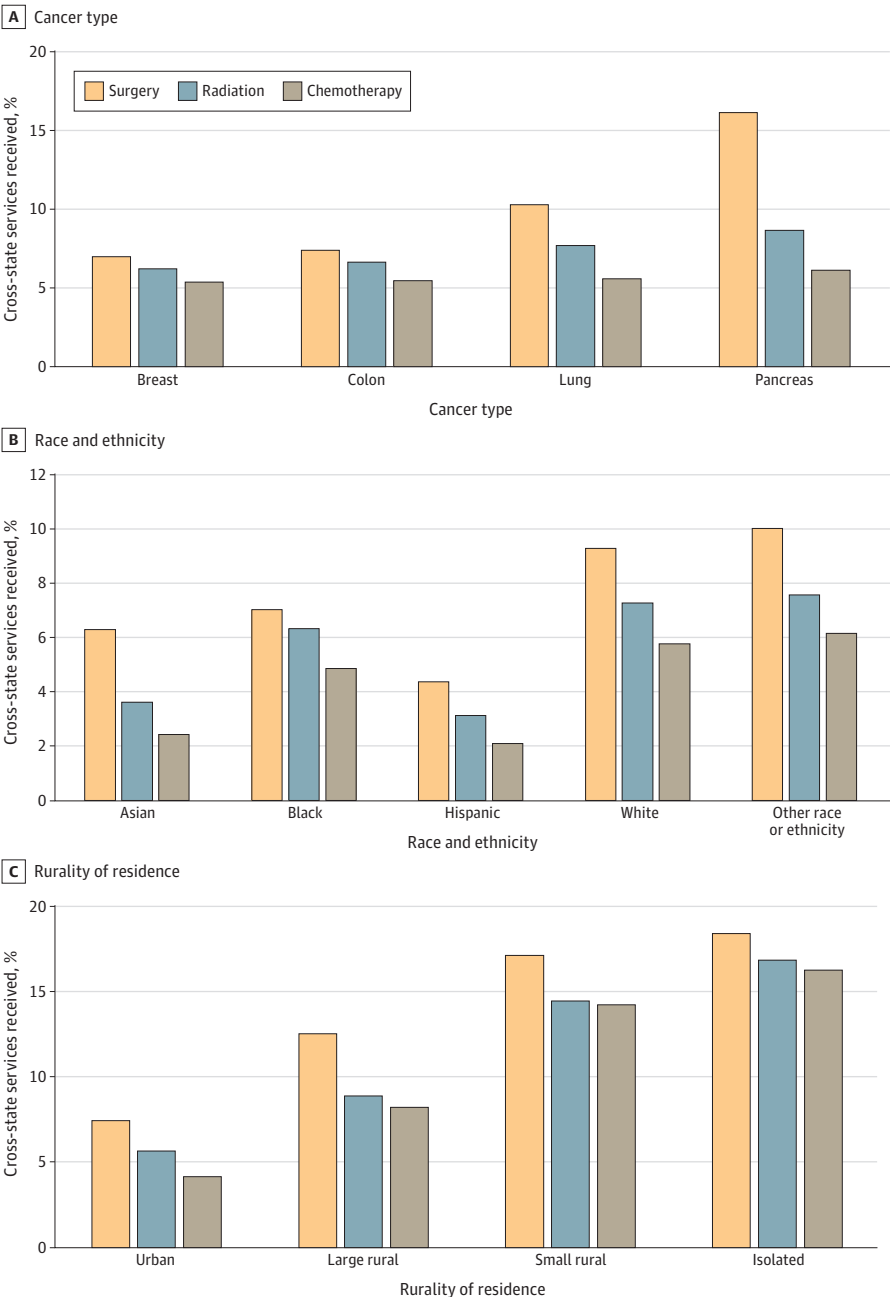 A Cancer type
20
15
10
5
0
Cross-state services received, %
Surgery Radiation Chemotherapy
Breast Colon Lung Pancreas
Cancer type
B Race and ethnicity
12
10
8
6
4
2
0
Cross-state services received, %
Asian Black Hispanic White Other race
or ethnicity
Race and ethnicity
C Rurality of residence
20
15
10
5
0
Cross-state services received, %
Urban Large rural Small rural Isolated
Rurality of residence